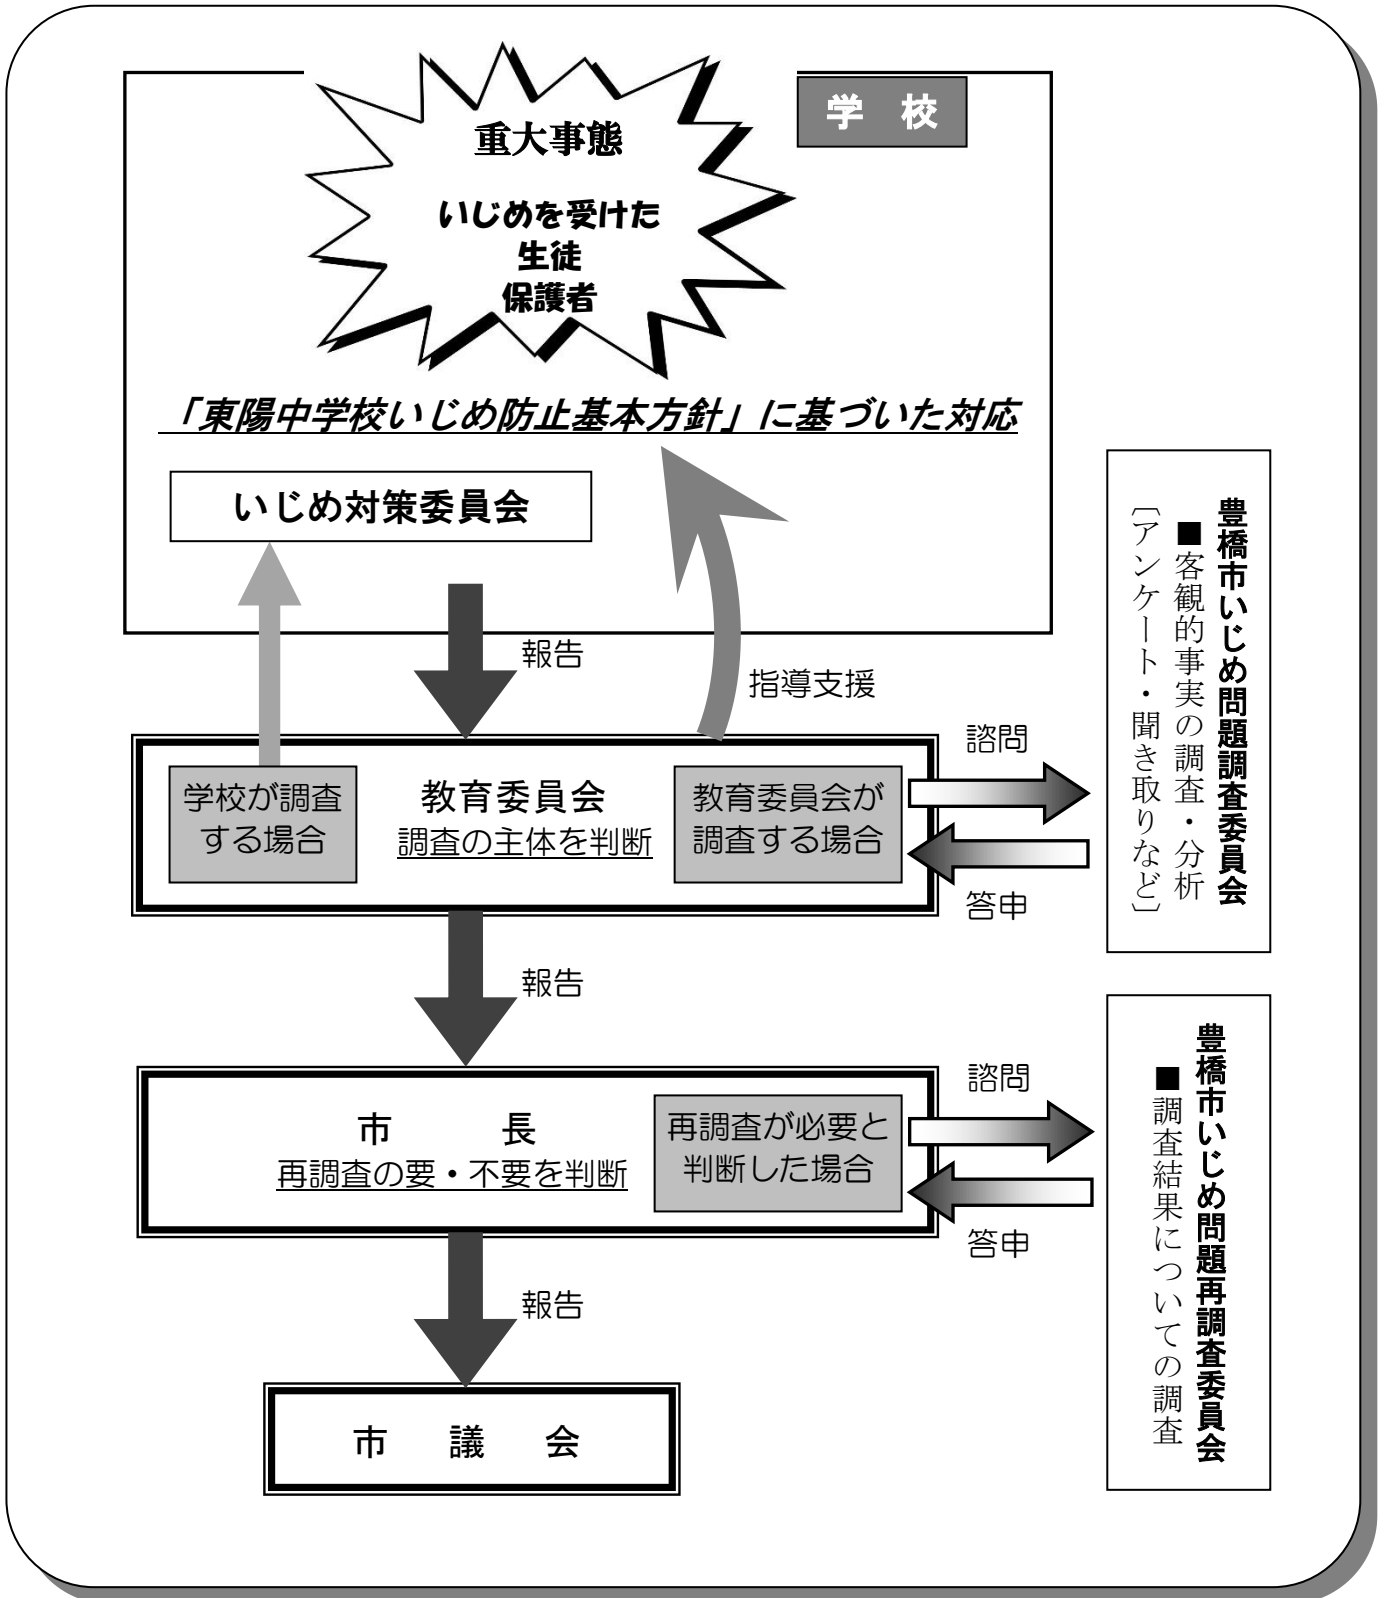 学　校
重大事態
いじめを受けた
生徒
保護者
「東陽中学校いじめ防止基本方針」に基づいた対応
いじめ対策委員会
報告
指導支援
学校が調査
する場合
教育委員会
調査の主体を判断
教育委員会が
調査する場合
諮問
答申
豊橋市いじめ問題調査委員会
■客観的事実の調査・分析
〔アンケート・聞き取りなど〕
報告
市　長
再調査の要・不要を判断
再調査が必要と
判断した場合
諮問
答申
豊橋市いじめ問題再調査委員会
■調査結果についての調査
報告
市　議　会